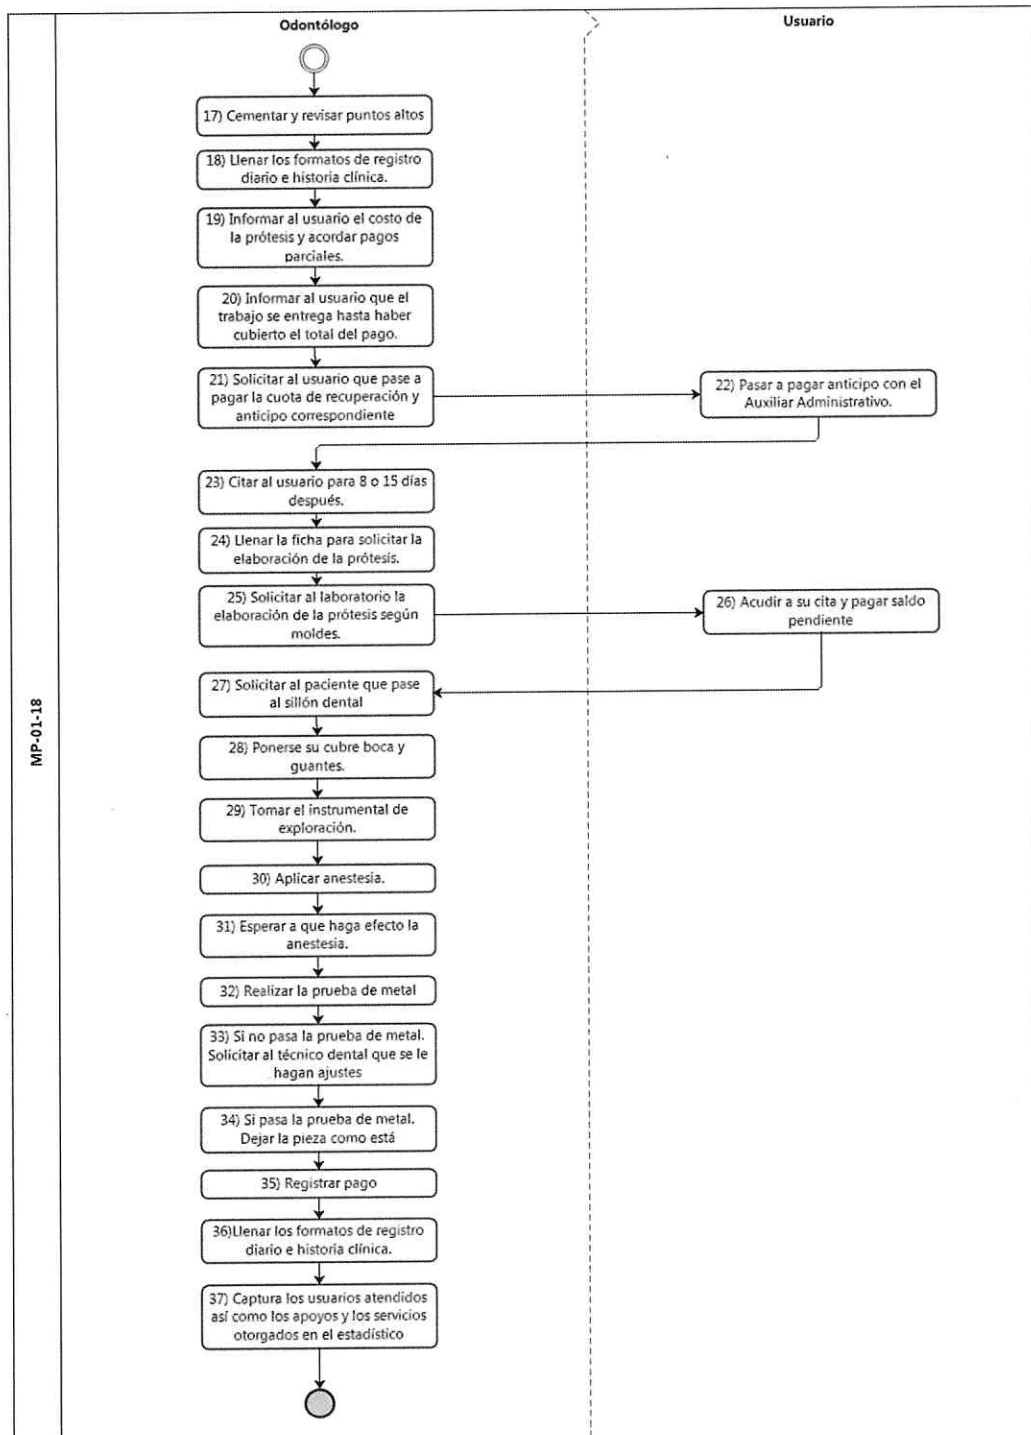 Odontólogo
Usuario
MP-01-18
17) Cementar y revisar puntos altos
18) Llenar los formatos de registro
diario e historia clínica.
19) Informar al usuario el costo de
la prótesis y acordar pagos
parciales.
20) Informar al usuario que el
trabajo se entrega hasta haber
cubierto el total del pago.
21) Solicitar al usuario que pase a
pagar la cuota de recuperación y
anticipo correspondiente
22) Pasar a pagar anticipo con el
Auxiliar Administrativo.
23) Citar al usuario para 8 o 15 días
después.
24) Llenar la ficha para solicitar la
elaboración de la prótesis.
25) Solicitar al laboratorio la
elaboración de la prótesis según
moldes.
26) Acudir a su cita y pagar saldo
pendiente
27) Solicitar al paciente que pase
al sillón dental
28) Ponerse su cubre boca y
guantes.
29) Tomar el instrumental de
exploración.
30) Aplicar anestesia.
31) Esperar a que haga efecto la
anestesia.
32) Realizar la prueba de metal
33) Si no pasa la prueba de metal.
Solicitar al técnico dental que se le
hagan ajustes
34) Si pasa la prueba de metal.
Dejar la pieza como está
35) Registrar pago
36)Llenar los formatos de registro
diario e historia clínica.
37) Captura los usuarios atendidos
así como los apoyos y los servicios
otorgados en el estadístico